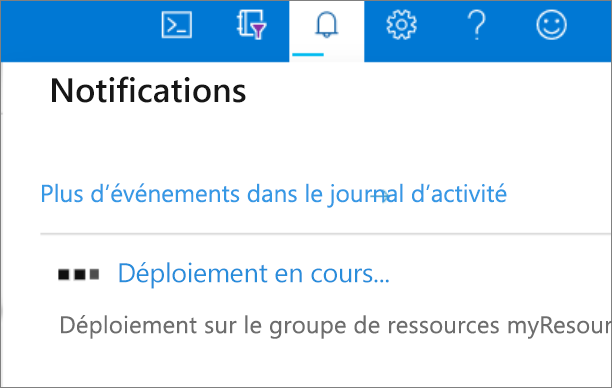 Notifications
Plus d’événements dans le journal d’activité
Déploiement en cours...
Déploiement sur le groupe de ressources myResour